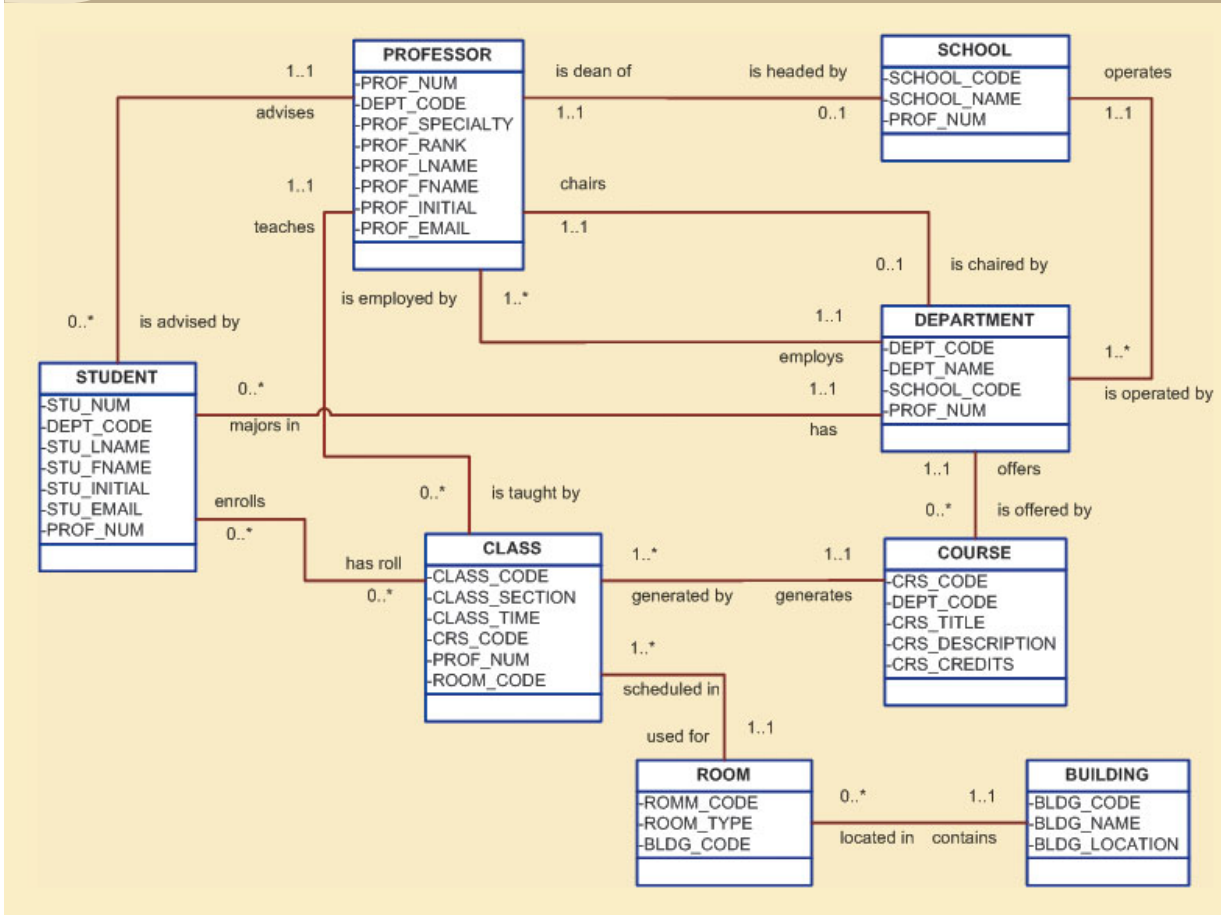 PROFESSOR
-PROF_NUM
-DEPT_CODE
-PROF_SPECIALTY
-PROF_RANK
-PROF_LNAME
-PROF_FNAME
-PROF_INITIAL
-PROF_EMAIL
SCHOOL
-SCHOOL_CODE
-SCHOOL_NAME
-PROF_NUM
1..1
advises
is dean of
1..1
is headed by
0..1
operates
1..1
1..1
teaches
chairs
1..1
0..1
is chaired by
is employed by
1..*
1..1
employs
0..*
is advised by
DEPARTMENT
-DEPT_CODE
-DEPT_NAME
-SCHOOL_CODE
-PROF_NUM
1..*
is operated by
STUDENT
-STU_NUM
-DEPT_CODE
-STU_LNAME
-STU_FNAME
-STU_INITIAL
-STU_EMAIL
-PROF_NUM
0..*
majors in
1..1
has
enrolls
0..*
has roll
0..*
0..*
is taught by
1..1
offers
0..*
is offered by
CLASS
-CLASS_CODE
-CLASS_SECTION
-CLASS_TIME
-CRS_CODE
-PROF_NUM
-ROOM_CODE
1..*
generated by
1..1
generates
COURSE
-CRS_CODE
-DEPT_CODE
-CRS_TITLE
-CRS_DESCRIPTION
-CRS_CREDITS
1..*
scheduled in
used for
1..1
ROOM
-ROMM_CODE
-ROOM_TYPE
-BLDG_CODE
0..*
located in
1..1
contains
BUILDING
-BLDG_CODE
-BLDG_NAME
-BLDG_LOCATION